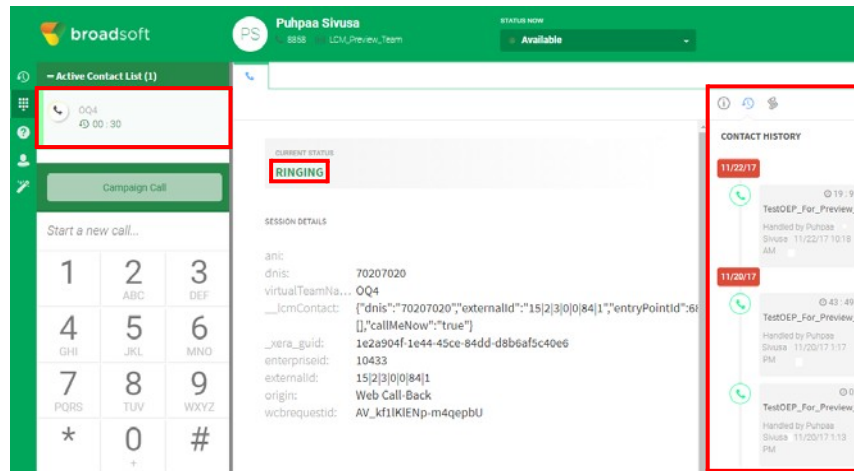 broadsoft
PS
Puhpaa Sivusa
8858 LCM_Preview_Team
STATUS NOW
Available
– Active Contact List (1)
OQ4
00 : 30
Campaign Call
Start a new call...
1
2 ABC
3 DEF
4 GHI
5 JKL
6 MNO
7 PQRS
8 TUV
9 WXYZ
*
0 +
#
CURRENT STATUS
RINGING
SESSION DETAILS
ani:
dnis: 70207020
virtualTeamNa... OQ4
__lcmContact: {"dnis":"70207020","externalId":"15|2|3|0|0|84|1","entryPointId":
[],"callMeNow":"true"}
_xera_guid: 1e2a904f-1e44-45ce-84dd-d8b6af5c40e6
enterpriseid: 10433
externalid: 15|2|3|0|0|84|1
origin: Web Call-Back
wcbrequestid: AV_kf1lKlENp-m4qepbU
CONTACT HISTORY
11/22/17
19 : 9
TestOEP_For_Preview_
Handled by Puhpaa
Sivusa 11/22/17 10:18
AM
11/20/17
43 : 49
TestOEP_For_Preview_
Handled by Puhpaa
Sivusa 11/20/17 1:17
PM
0
TestOEP_For_Preview_
Handled by Puhpaa
Sivusa 11/20/17 1:13
PM